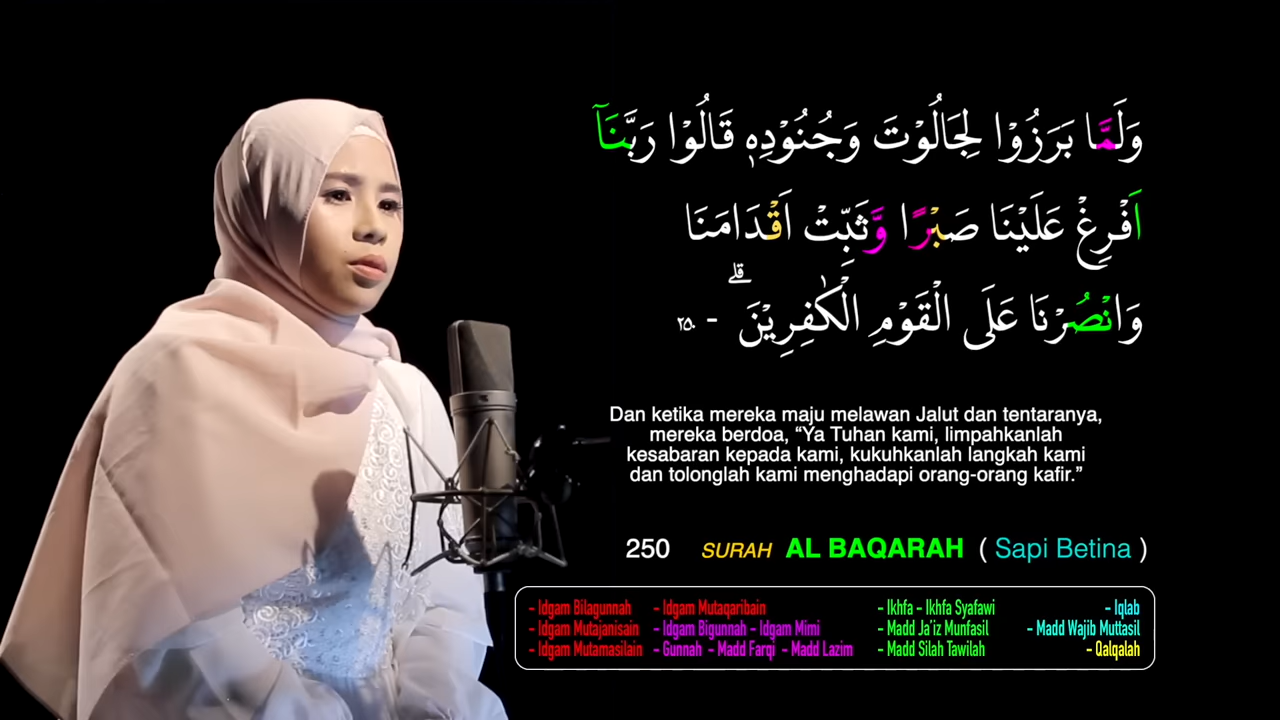 وَلَمَّا بَرَزُوْا لِجَالُوْتَ وَجُنُوْدِهٖ قَالُوْا رَبَّنَآ
اَفْرِغْ عَلَيْنَا صَبْرًا وَّثَبِّتْ اَقْدَامَنَا
وَانْصُرْنَا عَلَى الْقَوْمِ الْكٰفِرِيْنَ ۗ - ٢٥٠
Dan ketika mereka maju melawan Jalut dan tentaranya,
mereka berdoa, “Ya Tuhan kami, limpahkanlah
kesabaran kepada kami, kukuhkanlah langkah kami
dan tolonglah kami menghadapi orang-orang kafir.”
250 SURAH AL BAQARAH ( Sapi Betina )
- Idgam Bilagunnah - Idgam Mutaqaribain - Ikhfa - Ikhfa Syafawi - Iqlab
- Idgam Mutajanisain - Idgam Bigunnah - Idgam Mimi - Madd Ja'iz Munfasil - Madd Wajib Muttasil
- Idgam Mutamasilain - Gunnah - Madd Farqi - Madd Lazim - Madd Silah Tawilah - Qalqalah